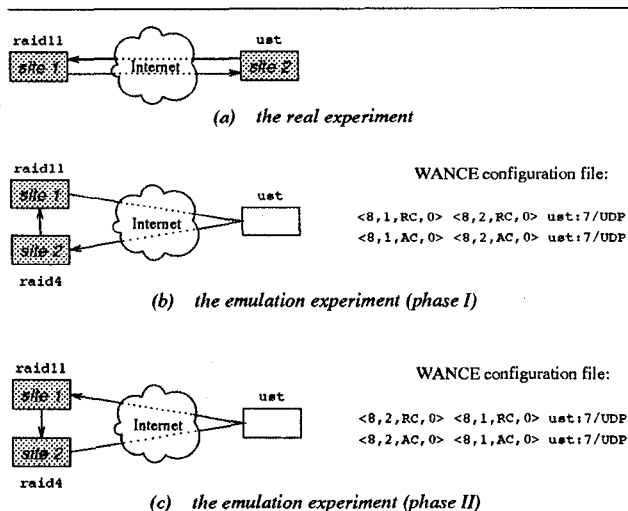 raid11
ust
site 1
Internet
site 2
(a) the real experiment
raid11
WANCE configuration file:
site 1
ust
Internet
<8,1,RC,0> <8,2,RC,0> ust:7/UDP
<8,1,AC,0> <8,2,AC,0> ust:7/UDP
site 2
raid4
(b) the emulation experiment (phase I)
raid11
WANCE configuration file:
site 1
ust
Internet
<8,2,RC,0> <8,1,RC,0> ust:7/UDP
<8,2,AC,0> <8,1,AC,0> ust:7/UDP
site 2
raid4
(c) the emulation experiment (phase II)